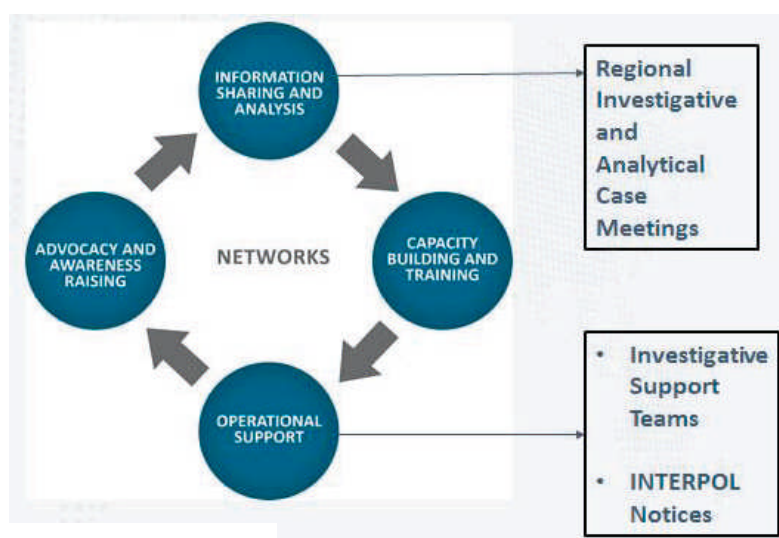 INFORMATION
SHARING AND
ANALYSIS
Regional
Investigative
and
Analytical
Case
Meetings
ADVOCACY AND
AWARENESS
RAISING
NETWORKS
CAPACITY
BUILDING AND
TRAINING
OPERATIONAL
SUPPORT
• Investigative
Support
Teams
• INTERPOL
Notices